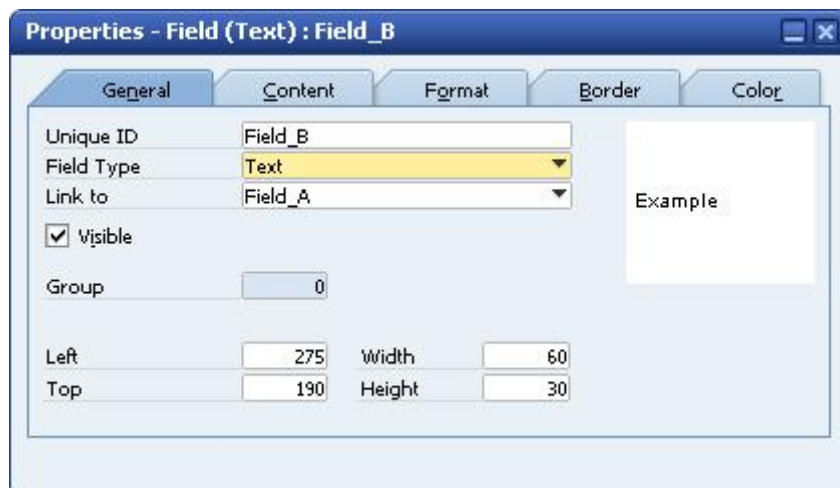 Properties - Field (Text) : Field_B
General Content Format Border Color
Unique ID Field_B
Field Type Text
Link to Field_A
Example
Visible
Group 0
Left 275 Width 60
Top 190 Height 30